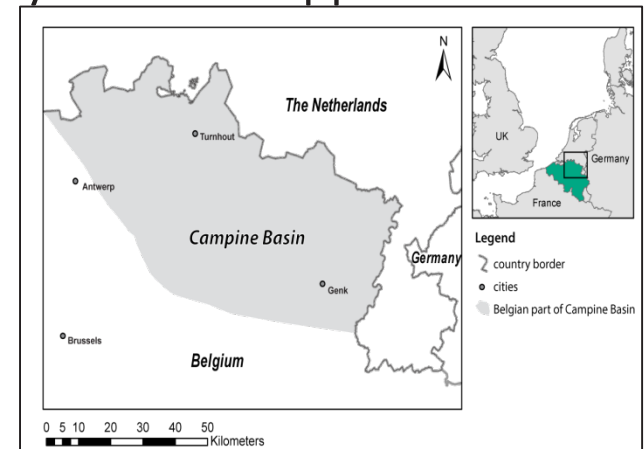 N
The Netherlands
Turnhout
Antwerp
Campine Basin
Germany
Genk
Brussels
Belgium
0 5 10 20 30 40 50
Kilometers
UK
Germany
France
Legend
country border
cities
Belgian part of Campine Basin